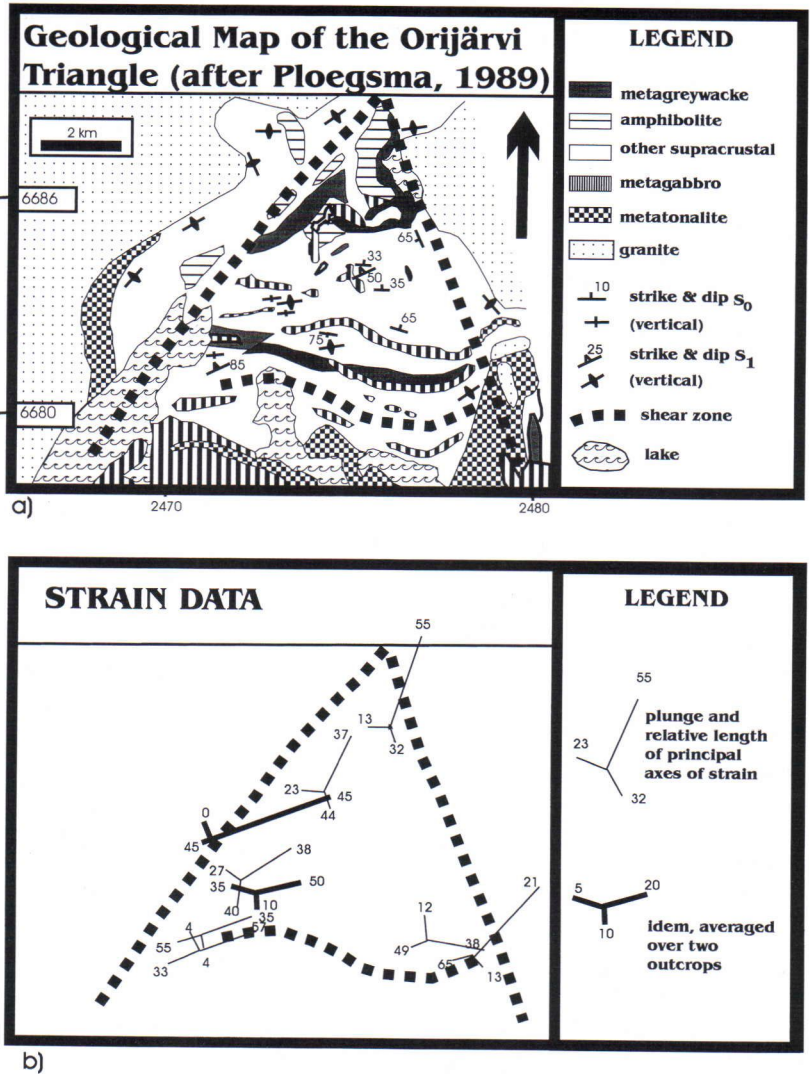 Geological Map of the Orijärvi
Triangle (after Ploegsma, 1989)
2 km
6686
6680
65
33
50
35
65
75
85
2470
2480
a)
LEGEND
metagreywacke
amphibolite
other supracrustal
metagabbro
metatonalite
granite
10 strike & dip S0
(vertical)
25 strike & dip S1
(vertical)
shear zone
lake
STRAIN DATA
55
13
32
37
23
45
44
0
45
38
27
35
50
40
10
35
57
4
55
4
33
12
49
38
65
13
21
LEGEND
55
23
32
plunge and
relative length
of principal
axes of strain
5
20
10
idem, averaged
over two
outcrops
b)